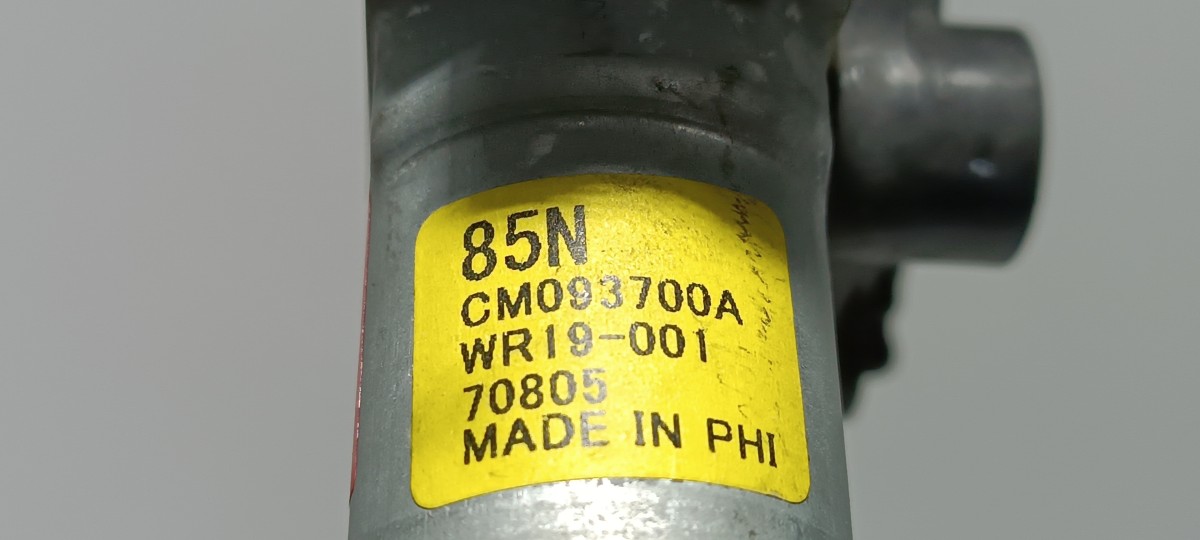 85N
CM093700A
WR19-001
70805
MADE IN PHI